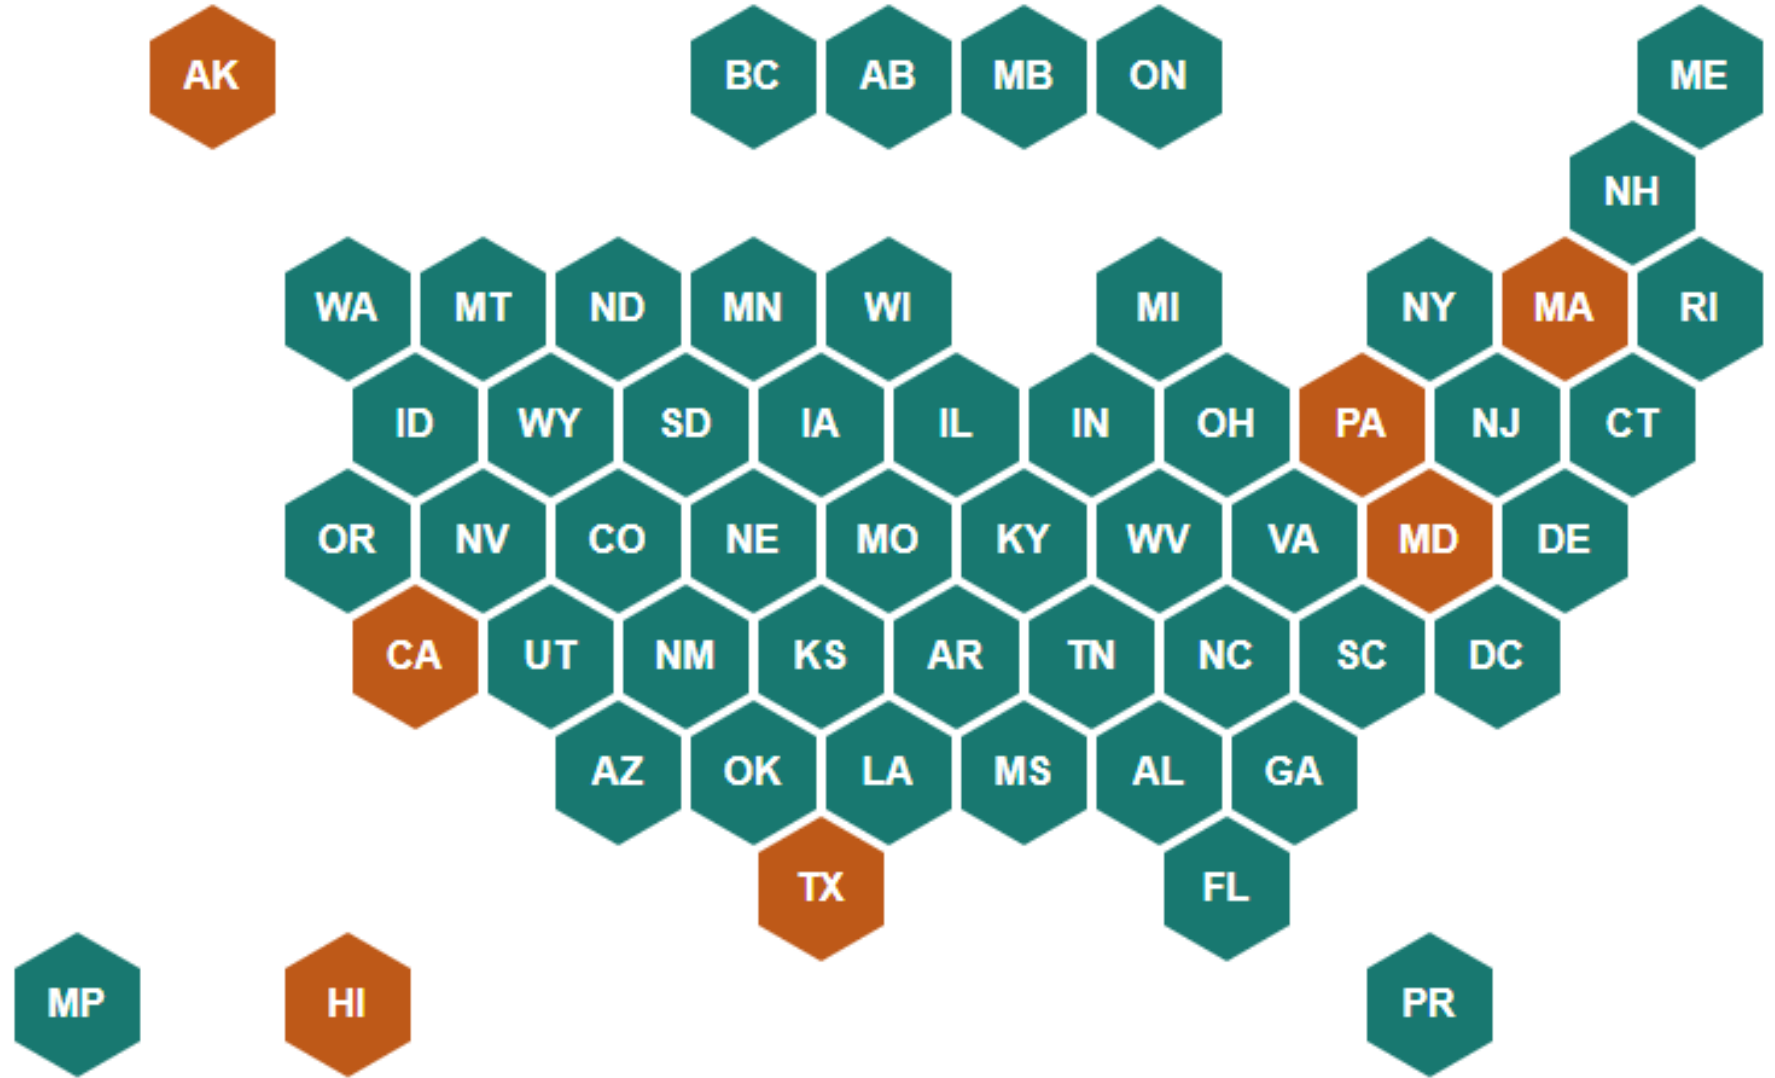 AK BC AB MB ON ME
NH
WA MT ND MN WI MI NY MA RI
ID WY SD IA IL IN OH PA NJ CT
OR NV CO NE MO KY WV VA MD DE
CA UT NM KS AR TN NC SC DC
AZ OK LA MS AL GA
TX FL
MP HI PR